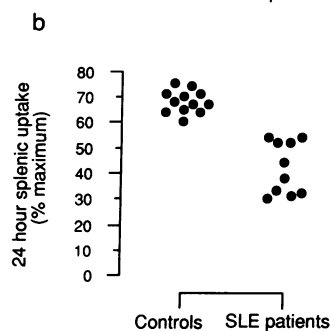 b
24 hour splenic uptake
(% maximum)
80
70
60
50
40
30
20
10
0
Controls
SLE patients